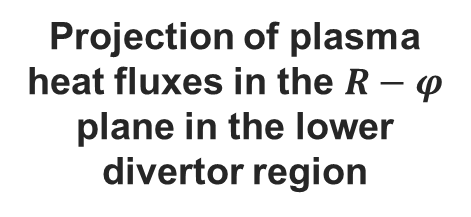 Projection of plasma
heat fluxes in the R − φ
plane in the lower
divertor region